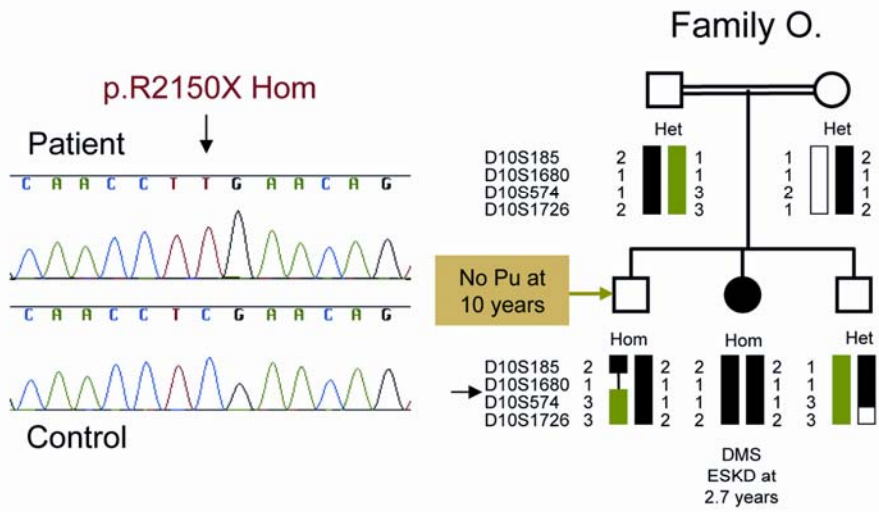 Family O.
p.R2150X Hom
Patient
C A A C C T T G A A C A G
C A A C C T C G A A C A G
Control
Het Het
D10S185 2 1 1 2
D10S1680 1 1 1 1
D10S574 1 3 2 1
D10S1726 2 3 1 2
No Pu at
10 years
Hom Hom Het
D10S185 2 2 2 2 1
D10S1680 1 1 1 1 1
D10S574 3 1 1 1 3
D10S1726 3 2 2 2 3
DMS
ESKD at
2.7 years